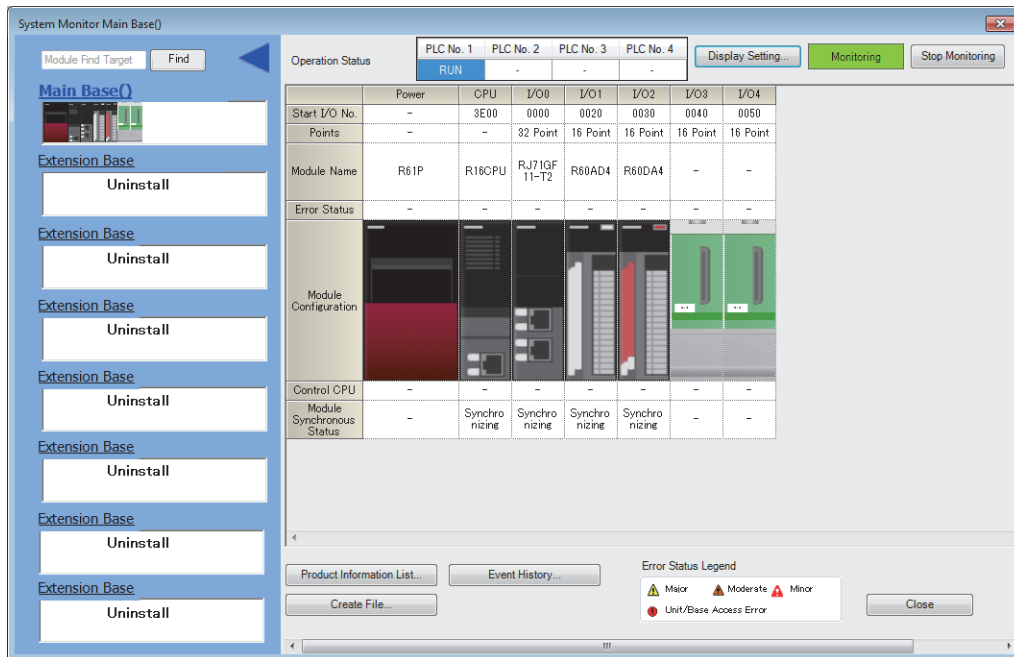 System Monitor Main Base()
Module Find Target Find
Main Base()
Extension Base
Uninstall
Extension Base
Uninstall
Extension Base
Uninstall
Extension Base
Uninstall
Extension Base
Uninstall
Extension Base
Uninstall
Extension Base
Uninstall
Operation Status
PLC No. 1 PLC No. 2 PLC No. 3 PLC No. 4
RUN - - -
Display Setting... Monitoring Stop Monitoring
Power CPU I/O0 I/O1 I/O2 I/O3 I/O4
Start I/O No. - 3E00 0000 0020 0030 0040 0050
Points - - 32 Point 16 Point 16 Point 16 Point 16 Point
Module Name R61P R16CPU RJ71GF R60AD4 R60DA4 - -
11-T2
Error Status - - - - - - -
Module
Configuration
Control CPU - - - - - - -
Module
Synchronous
Status
- Synchro Synchro Synchro Synchro - -
nizing nizing nizing nizing
Product Information List... Event History...
Create File...
Error Status Legend
Major Moderate Minor
Unit/Base Access Error
Close